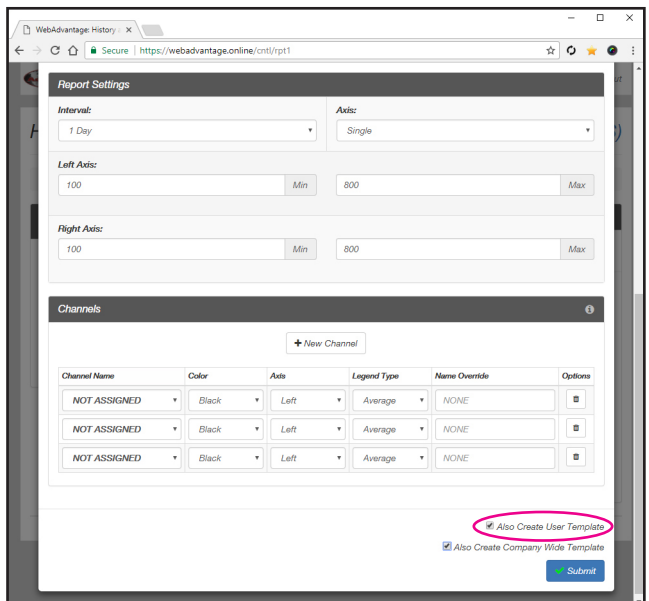 WebAdvantage: History
Secure https://webadvantage.online/cntl/rpt1
Report Settings
Interval: Axis:
1 Day Single
Left Axis:
100 Min 800 Max
Right Axis:
100 Min 800 Max
Channels
+ New Channel
Channel Name Color Axis Legend Type Name Override Options
NOT ASSIGNED Black Left Average NONE
NOT ASSIGNED Black Left Average NONE
NOT ASSIGNED Black Left Average NONE
Also Create User Template
Also Create Company Wide Template
Submit